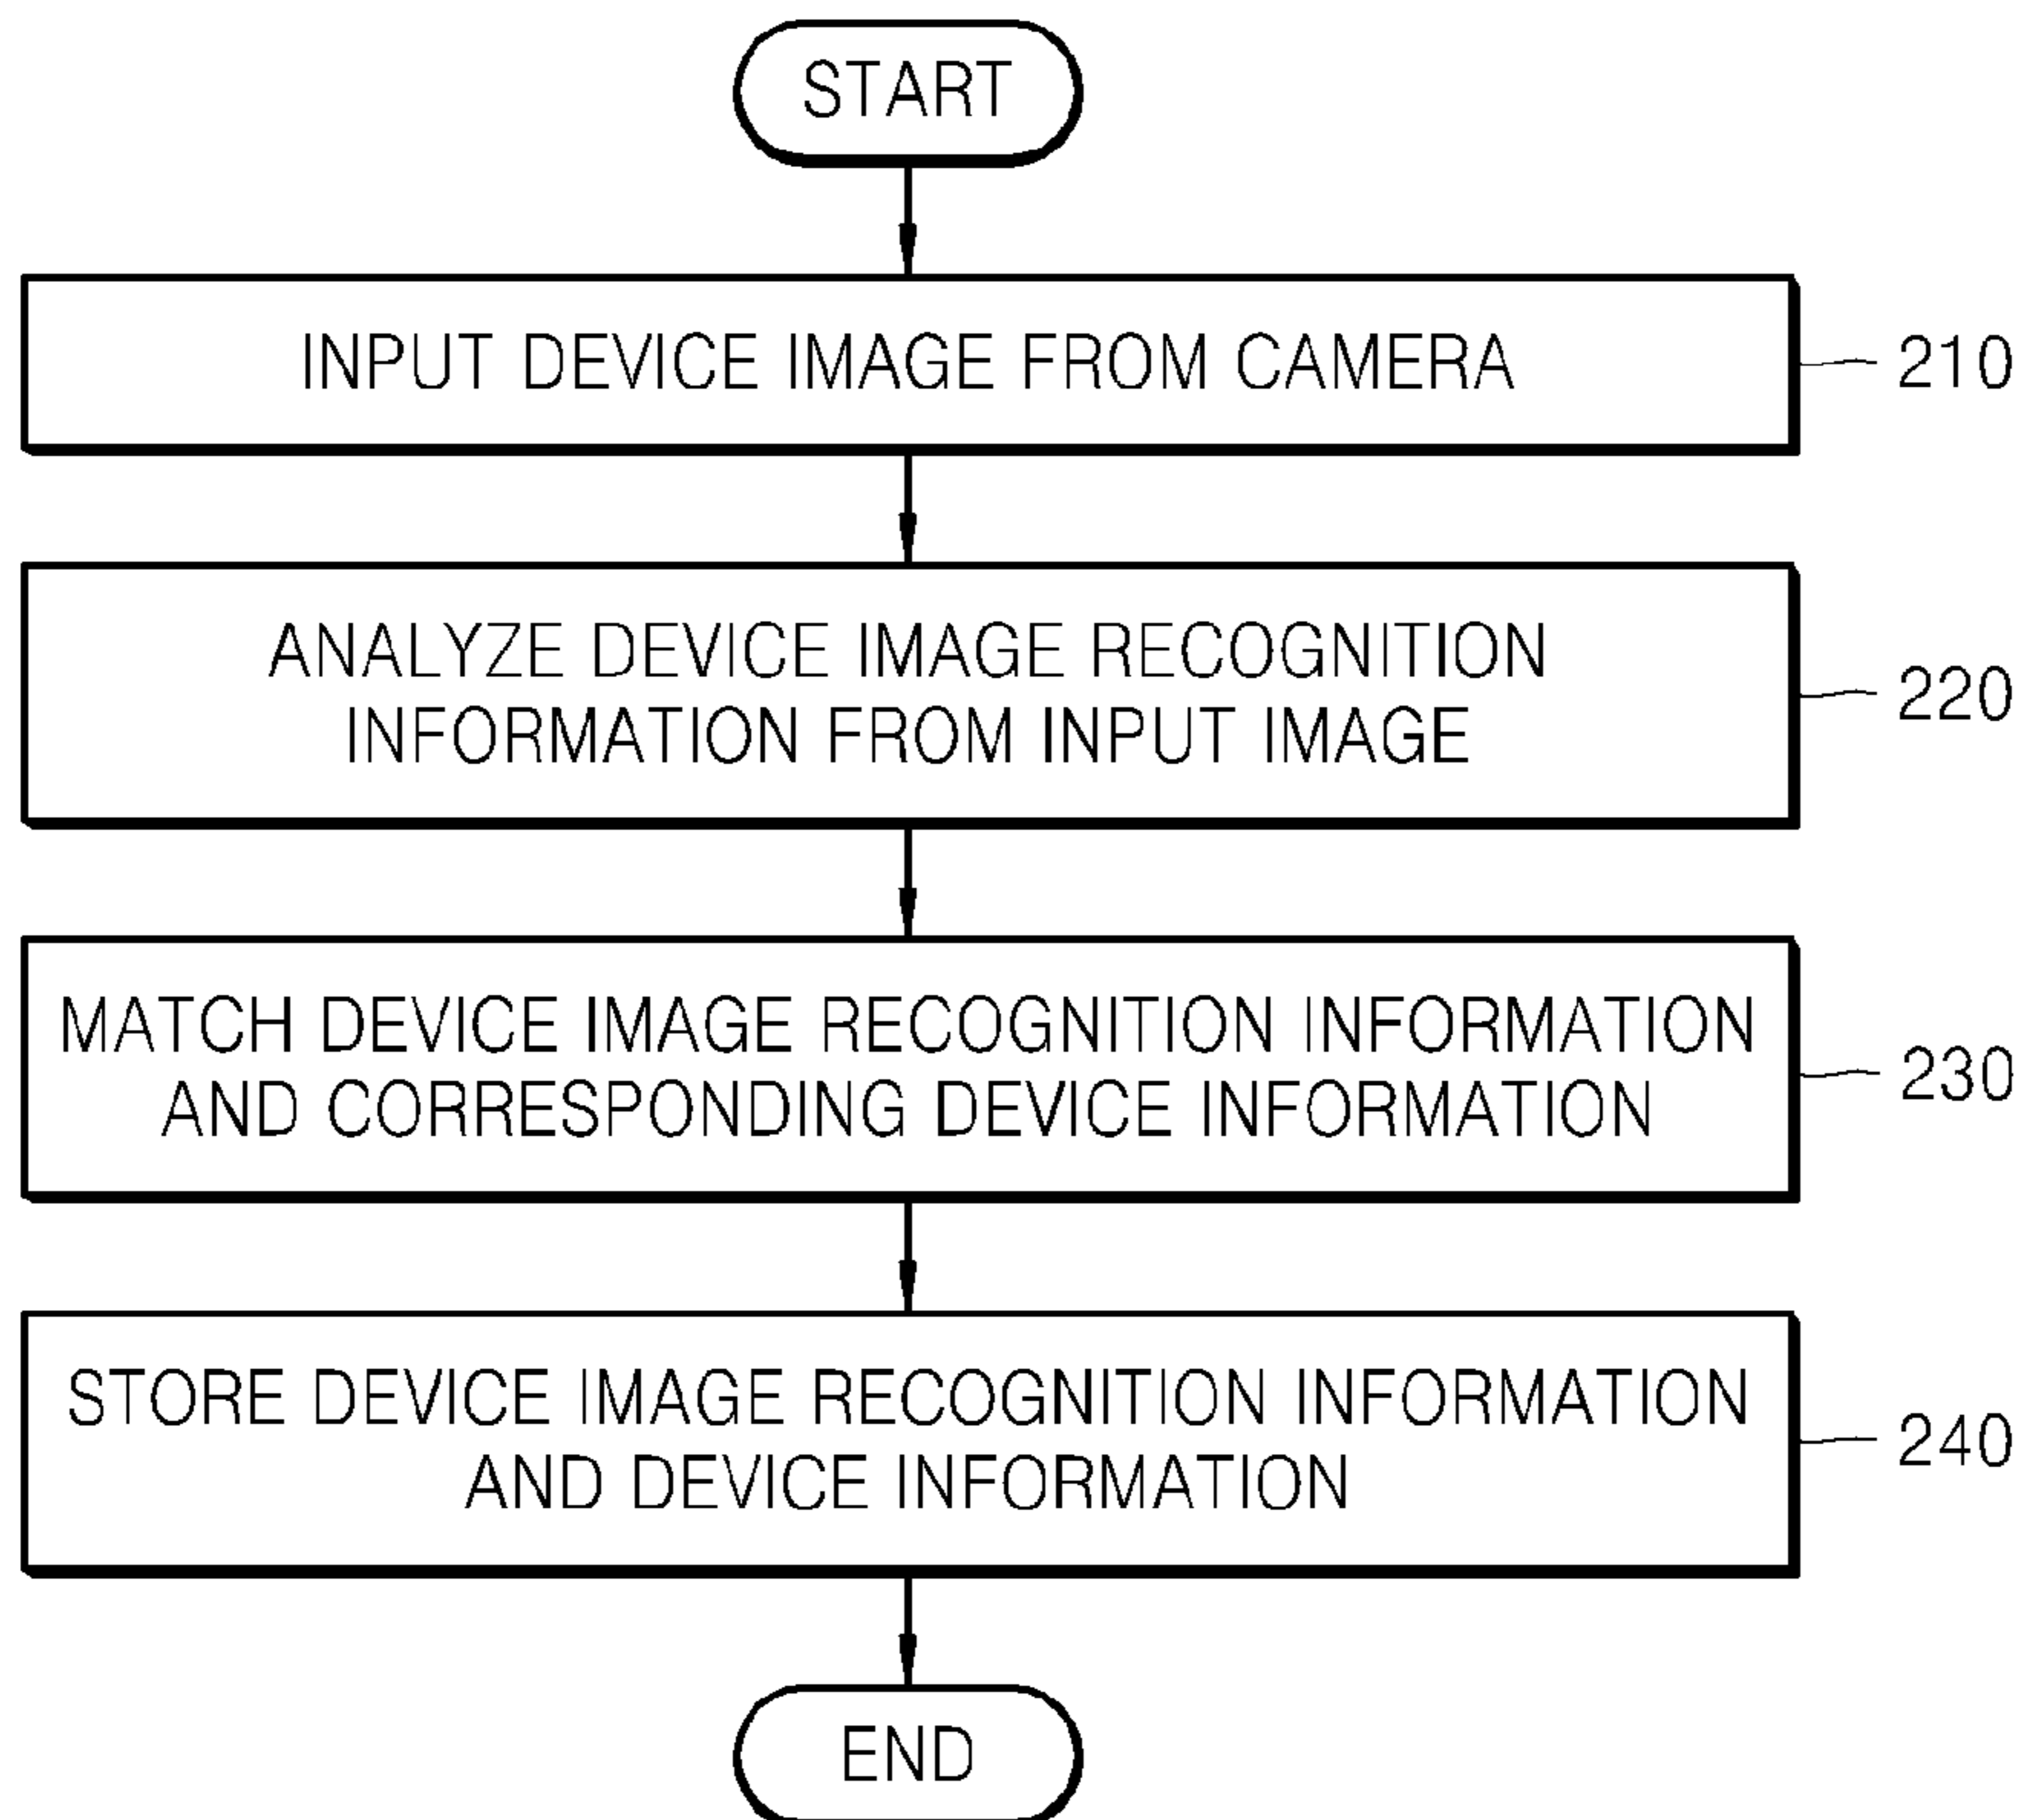 START
INPUT DEVICE IMAGE FROM CAMERA
210
ANALYZE DEVICE IMAGE RECOGNITION
INFORMATION FROM INPUT IMAGE
220
MATCH DEVICE IMAGE RECOGNITION INFORMATION
AND CORRESPONDING DEVICE INFORMATION
230
STORE DEVICE IMAGE RECOGNITION INFORMATION
AND DEVICE INFORMATION
240
END